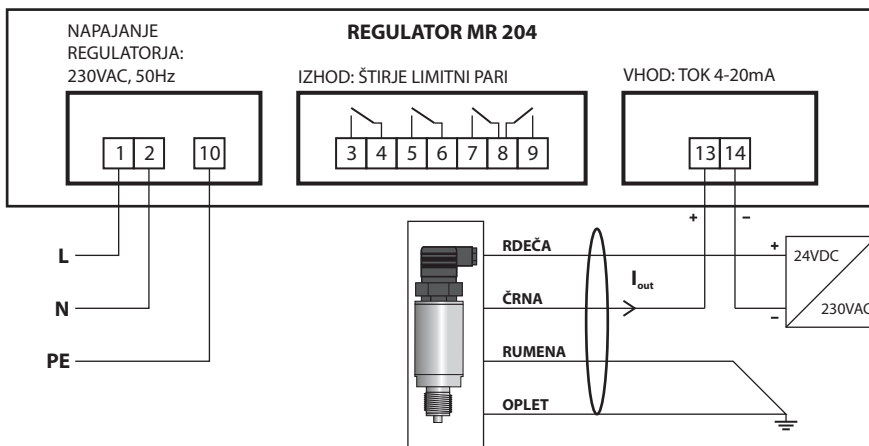 REGULATOR MR 204
NAPAJANJE
REGULATORJA:
230VAC, 50Hz
IZHOD: ŠTIRJE LIMITNI PARI
VHOD: TOK 4-20mA
1 2 10
3 4 5 6 7 8 9
13 14
+ –
L
N
PE
RDEČA
ČRNA
RUMENA
OPLET
Iout
+
24VDC
230VAC
–